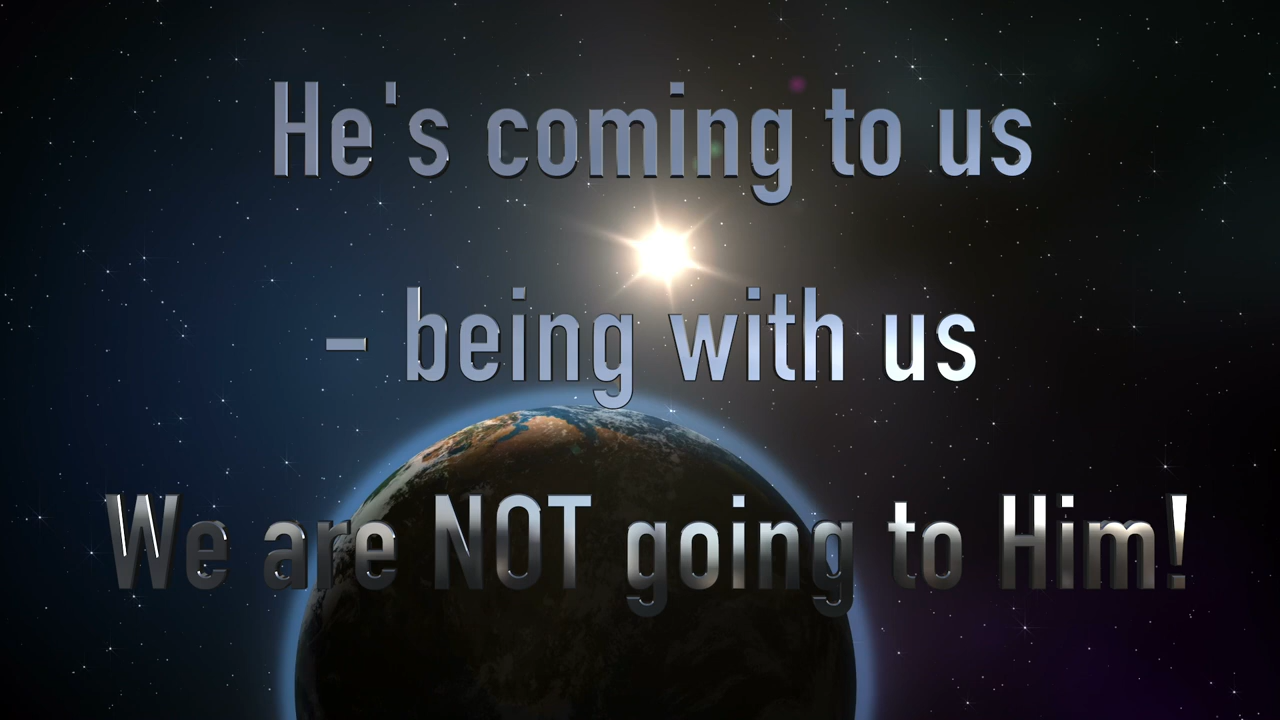 He's coming to us
– being with us
We are NOT going to Him!